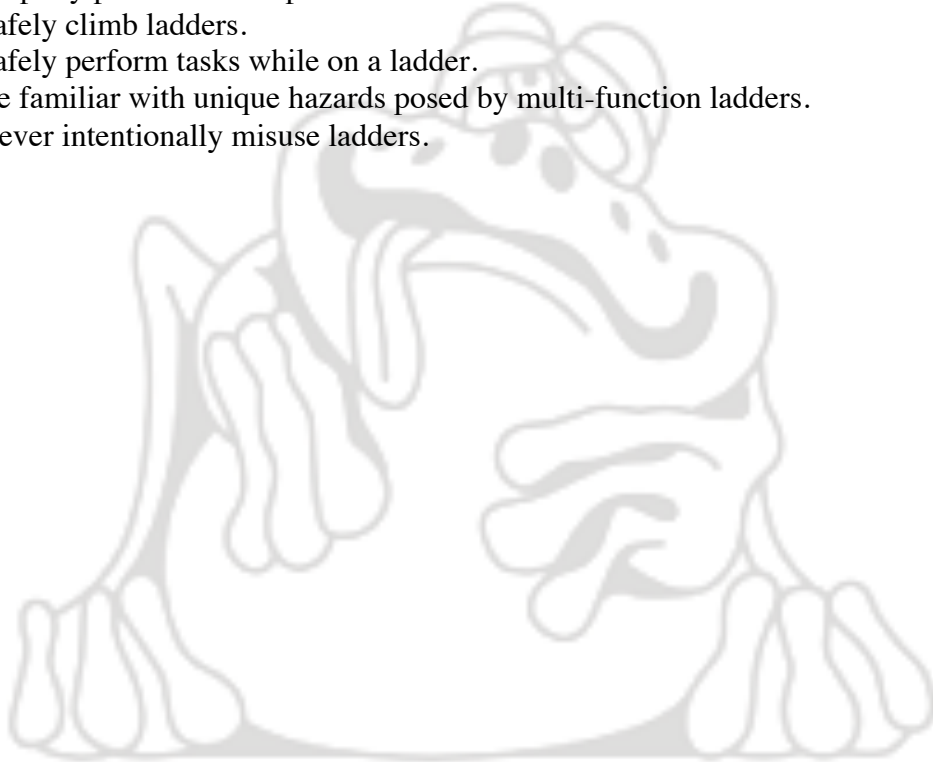 afely climb ladders.
afely perform tasks while on a ladder.
e familiar with unique hazards posed by multi-function ladders.
ever intentionally misuse ladders.